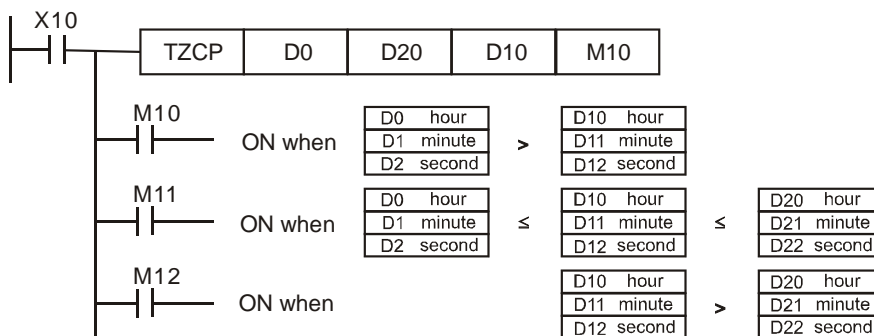 X10
TZCP D0 D20 D10 M10
M10
ON when
D0 hour
D1 minute
D2 second
>
D10 hour
D11 minute
D12 second
M11
ON when
D0 hour
D1 minute
D2 second
≤
D10 hour
D11 minute
D12 second
≤
D20 hour
D21 minute
D22 second
M12
ON when
D10 hour
D11 minute
D12 second
>
D20 hour
D21 minute
D22 second